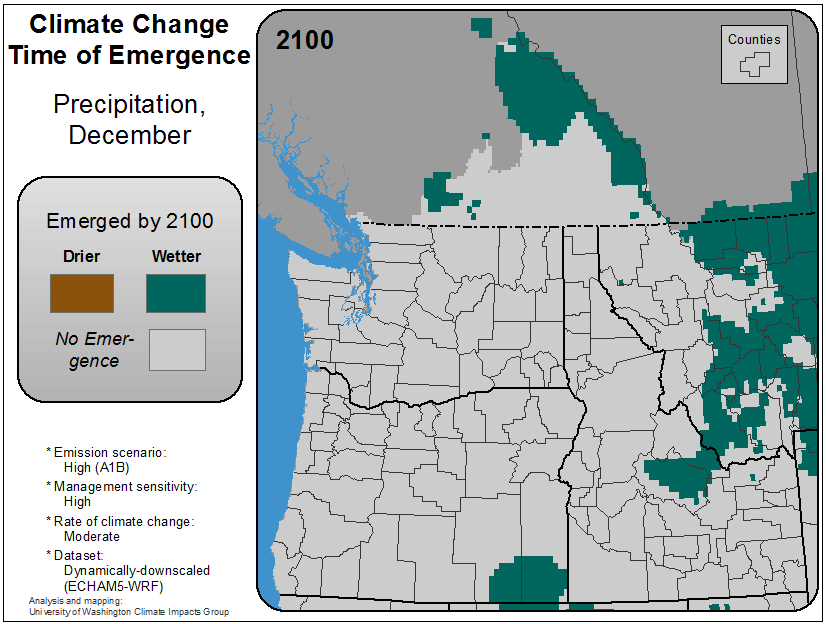 Climate Change
Time of Emergence
Precipitation,
December
Emerged by 2100
Drier
Wetter
No Emer-
gence
* Emission scenario:
High (A1B)
* Management sensitivity:
High
* Rate of climate change:
Moderate
* Dataset:
Dynamically-downscaled
(ECHAM5-WRF)
Analysis and mapping:
University of Washington Climate Impacts Group
2100
Counties